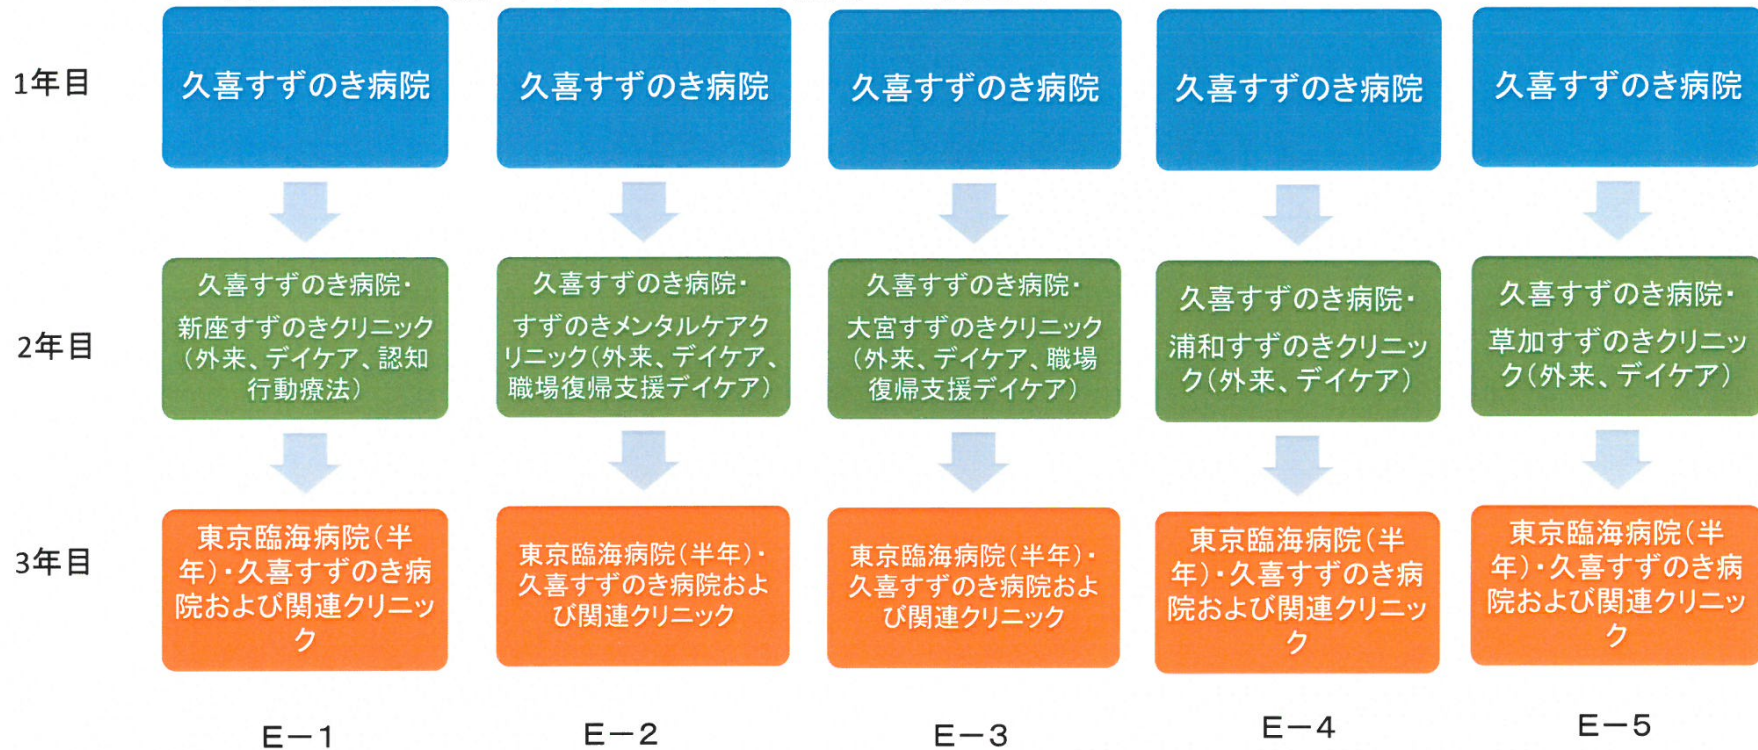 1年目
久喜すずのき病院
久喜すずのき病院
久喜すずのき病院
久喜すずのき病院
久喜すずのき病院
2年目
久喜すずのき病院・
新座すずのきクリニック
(外来、デイケア、認知
行動療法)
久喜すずのき病院・
すずのきメンタルケアク
リニック(外来、デイケア、
職場復帰支援デイケア)
久喜すずのき病院・
大宮すずのきクリニック
(外来、デイケア、職場
復帰支援デイケア)
久喜すずのき病院・
浦和すずのきクリニッ
ク(外来、デイケア)
久喜すずのき病院・
草加すずのきクリニッ
ク(外来、デイケア)
3年目
東京臨海病院(半
年)・久喜すずのき病
院および関連クリニッ
ク
東京臨海病院(半年)・
久喜すずのき病院およ
び関連クリニック
東京臨海病院(半年)・
久喜すずのき病院およ
び関連クリニック
東京臨海病院(半
年)・久喜すずのき病
院および関連クリニッ
ク
東京臨海病院(半
年)・久喜すずのき病
院および関連クリニッ
ク
E－1
E－2
E－3
E－4
E－5